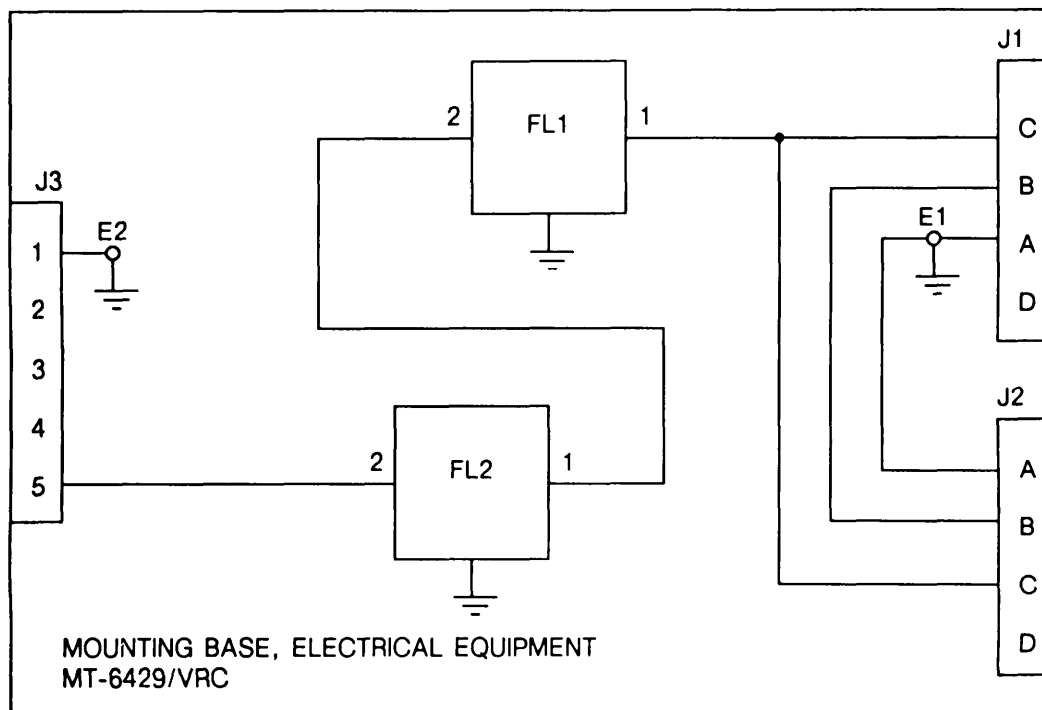 J1
C
B
A
D
E1
2
FL1
1
J3
1
2
3
4
5
E2
2
FL2
1
J2
A
B
C
D
MOUNTING BASE, ELECTRICAL EQUIPMENT
MT-6429/VRC